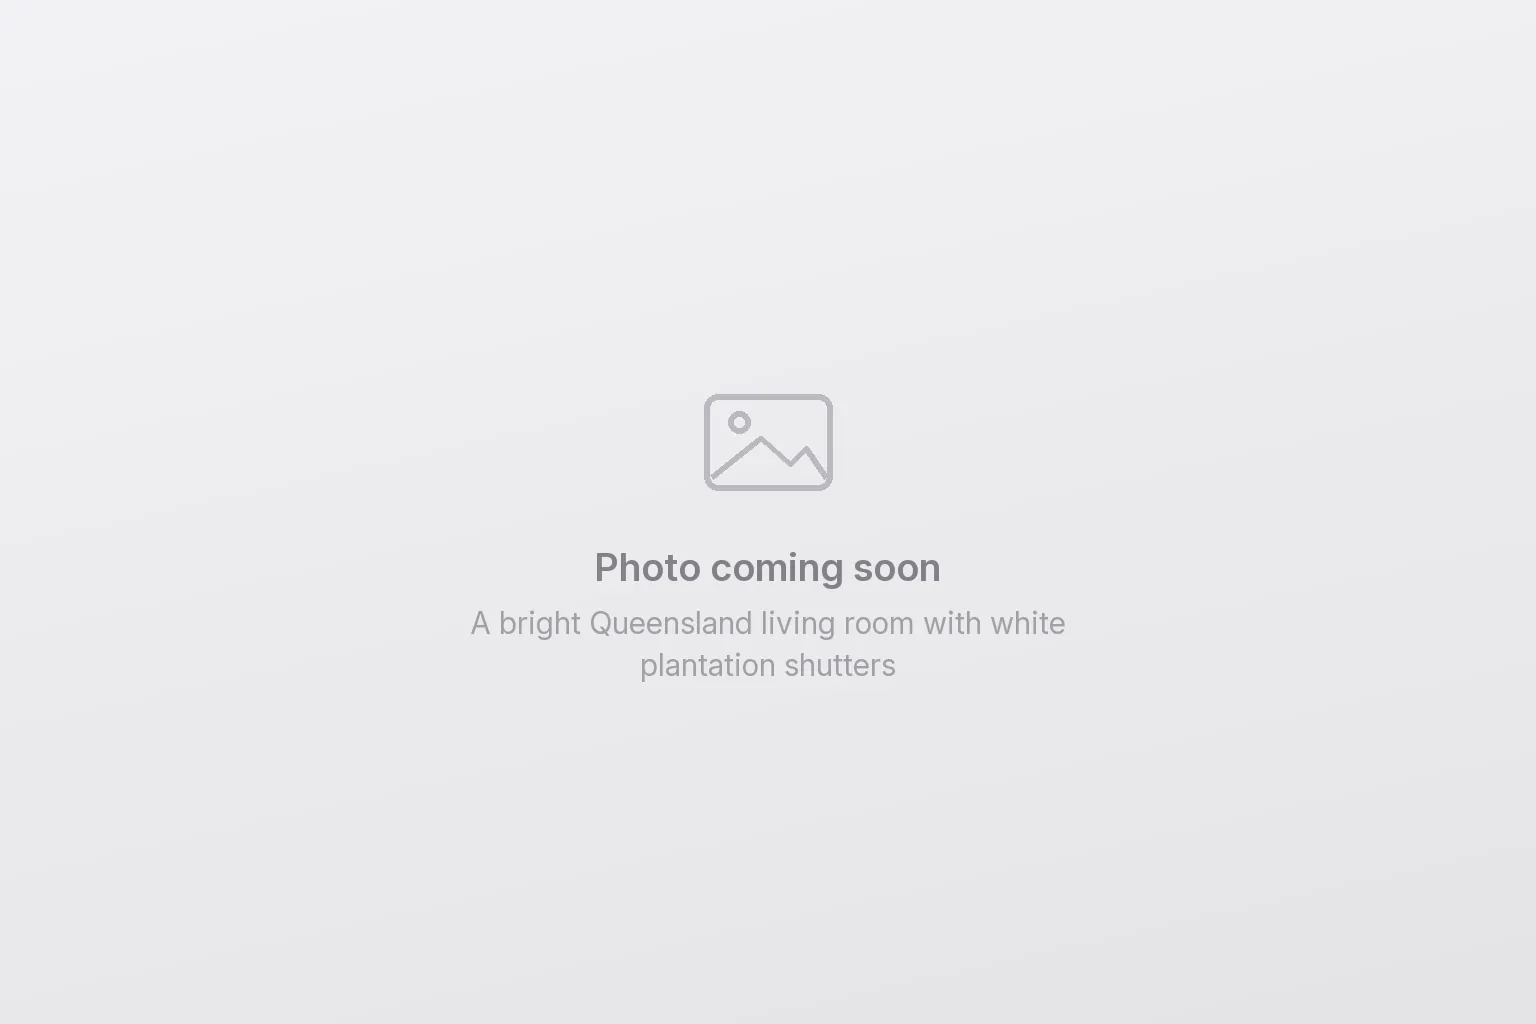 Photo coming soon
A bright Queensland living room with white
plantation shutters